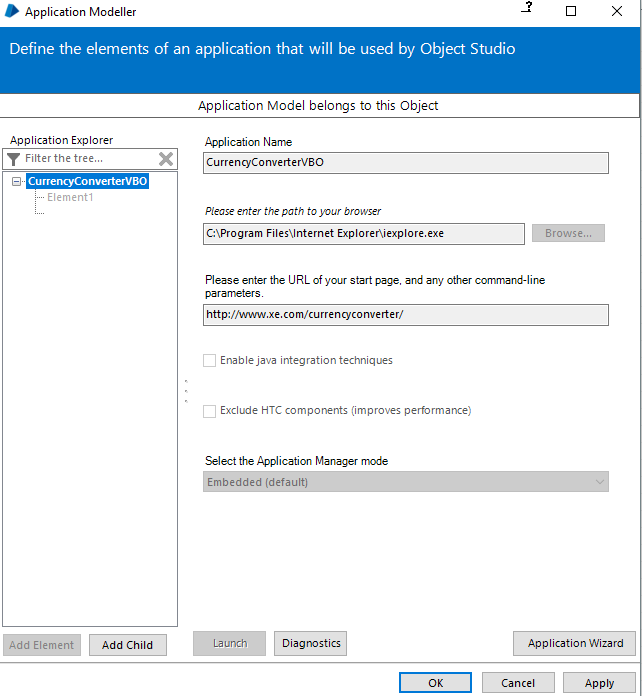 Application Modeller
?
Define the elements of an application that will be used by Object Studio
Application Model belongs to this Object
Application Explorer
Filter the tree...
CurrencyConverterVBO
Element1
Application Name
CurrencyConverterVBO
Please enter the path to your browser
C:\Program Files\Internet Explorer\iexplore.exe
Browse...
Please enter the URL of your start page, and any other command-line
parameters.
http://www.xe.com/currencyconverter/
Enable java integration techniques
Exclude HTC components (improves performance)
Select the Application Manager mode
Embedded (default)
Add Element
Add Child
Launch
Diagnostics
Application Wizard
OK
Cancel
Apply